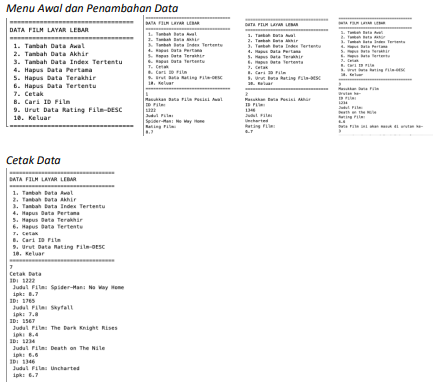 Menu Awal dan Penambahan Data
==============================
DATA FILM LAYAR LEBAR
==============================
1. Tambah Data Awal
2. Tambah Data Akhir
3. Tambah Data Index Tertentu
4. Hapus Data Pertama
5. Hapus Data Terakhir
6. Hapus Data Tertentu
7. Cetak
8. Cari ID Film
9. Urut Data Rating Film-DESC
10. Keluar
==============================
==============================
DATA FILM LAYAR LEBAR
==============================
1. Tambah Data Awal
2. Tambah Data Akhir
3. Tambah Data Index Tertentu
4. Hapus Data Pertama
5. Hapus Data Terakhir
6. Hapus Data Tertentu
7. Cetak
8. Cari ID Film
9. Urut Data Rating Film-DESC
10. Keluar
==============================
1
Masukkan Data Film Posisi Awal
ID Film:
1222
Judul Film:
Spider-Man: No Way Home
Rating Film:
8.7
==============================
DATA FILM LAYAR LEBAR
==============================
1. Tambah Data Awal
2. Tambah Data Akhir
3. Tambah Data Index Tertentu
4. Hapus Data Pertama
5. Hapus Data Terakhir
6. Hapus Data Tertentu
7. Cetak
8. Cari ID Film
9. Urut Data Rating Film-DESC
10. Keluar
==============================
2
Masukkan Data Posisi Akhir
ID Film:
1346
Judul Film:
Uncharted
Rating Film:
6.7
==============================
DATA FILM LAYAR LEBAR
==============================
1. Tambah Data Awal
2. Tambah Data Akhir
3. Tambah Data Index Tertentu
4. Hapus Data Pertama
5. Hapus Data Terakhir
6. Hapus Data Tertentu
7. Cetak
8. Cari ID Film
9. Urut Data Rating Film-DESC
10. Keluar
==============================
3
Masukkan Data Film
Urutan ke-
ID Film:
1234
Judul Film:
Death on the Nile
Rating Film:
6.6
Data Film ini akan masuk di urutan ke-
3
Cetak Data
==============================
DATA FILM LAYAR LEBAR
==============================
1. Tambah Data Awal
2. Tambah Data Akhir
3. Tambah Data Index Tertentu
4. Hapus Data Pertama
5. Hapus Data Terakhir
6. Hapus Data Tertentu
7. Cetak
8. Cari ID Film
9. Urut Data Rating Film-DESC
10. Keluar
==============================
7
Cetak Data
ID: 1222
Judul Film: Spider-Man: No Way Home
ipk: 8.7
ID: 1765
Judul Film: Skyfall
ipk: 7.8
ID: 1567
Judul Film: The Dark Knight Rises
ipk: 8.4
ID: 1234
Judul Film: Death on The Nile
ipk: 6.6
ID: 1346
Judul Film: Uncharted
ipk: 6.7